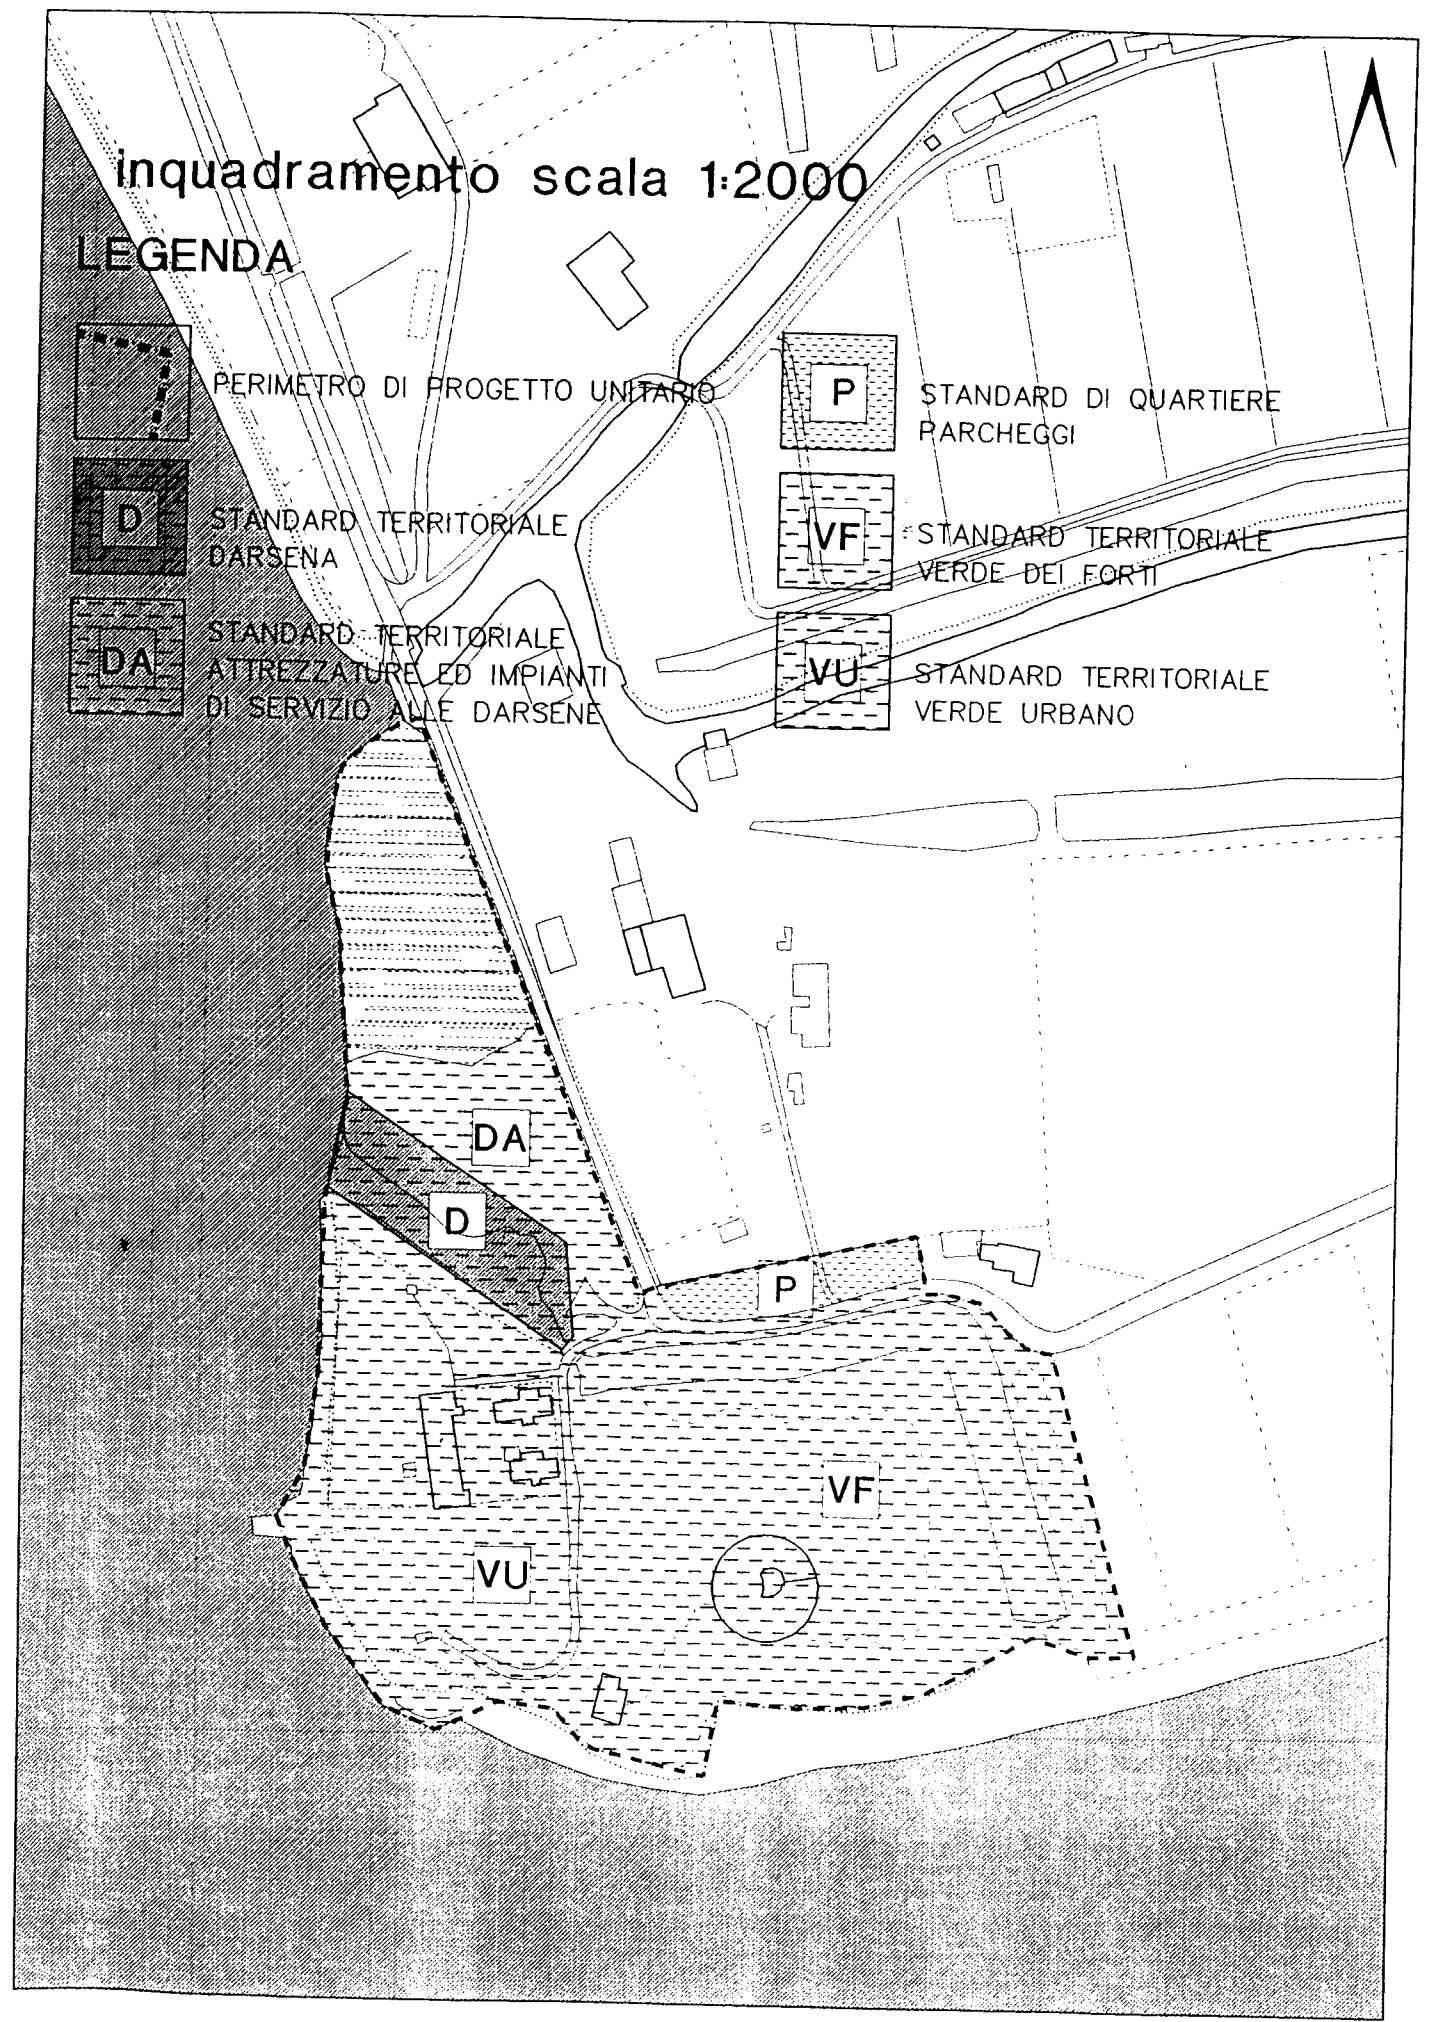 inquadramento scala 1:2000
LEGENDA
PERIMETRO DI PROGETTO UNITARIO
D
STANDARD TERRITORIALE
DARSENA
DA
STANDARD TERRITORIALE
ATTREZZATURE ED IMPIANTI
DI SERVIZIO ALLE DARSENE
P
STANDARD DI QUARTIERE
PARCHEGGI
VF
STANDARD TERRITORIALE
VERDE DEI FORTI
VU
STANDARD TERRITORIALE
VERDE URBANO
DA
D
P
VF
VU